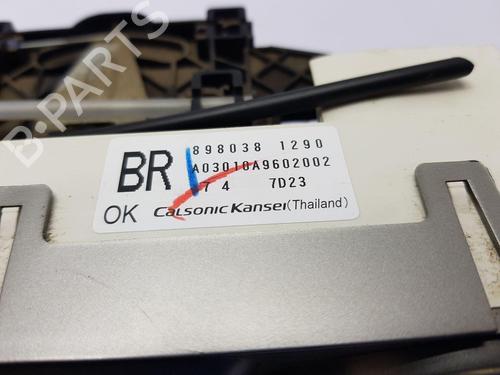 B-PARTS
BR
898038 1290
A03010A9602002
7 4 7D23
OK Calsonic Kansei (Thailand)